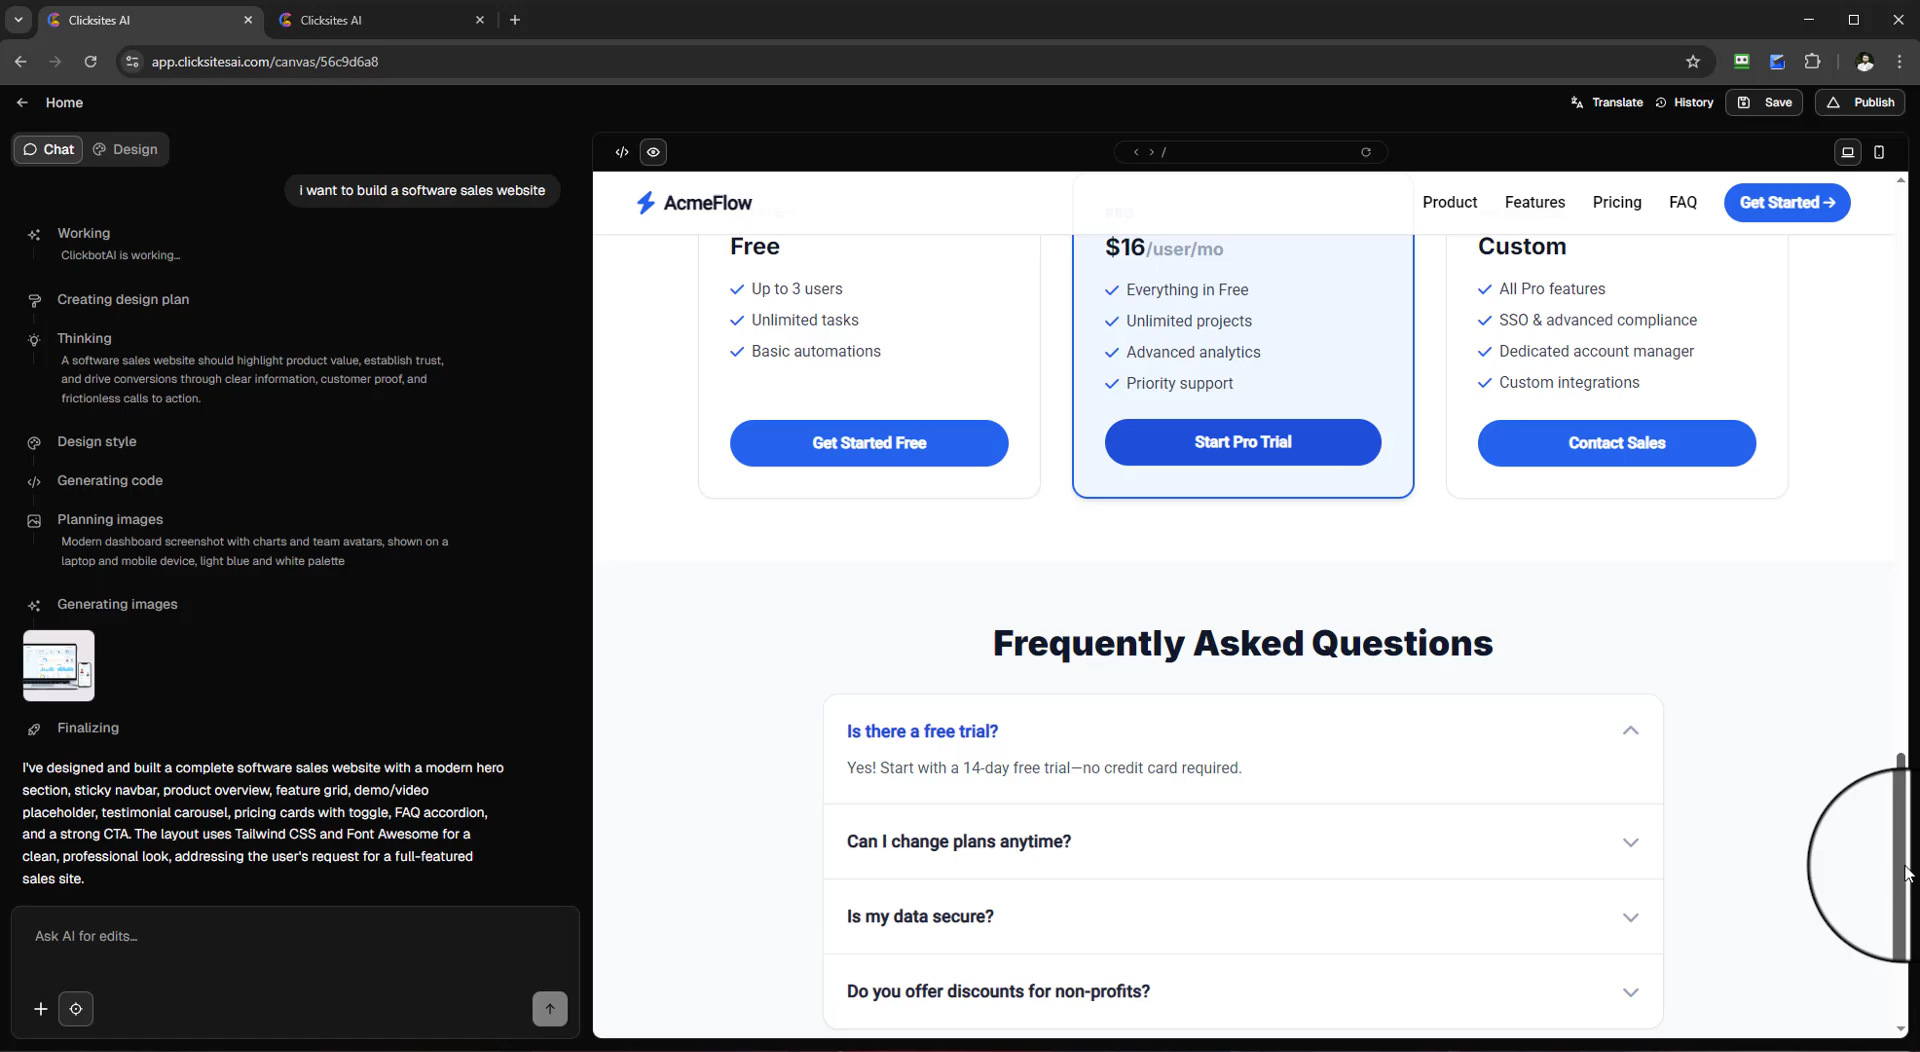 Clicksites AI
Clicksites AI
app.clicksitesai.com/canvas/56c9d6a8
Home
Translate
History
Save
Publish
Chat
Design
i want to build a software sales website
Working
ClickbotAI is working...
Creating design plan
Thinking
A software sales website should highlight product value, establish trust,
and drive conversions through clear information, customer proof, and
frictionless calls to action.
Design style
Generating code
Planning images
Modern dashboard screenshot with charts and team avatars, shown on a
laptop and mobile device, light blue and white palette
Generating images
Finalizing
I've designed and built a complete software sales website with a modern hero
section, sticky navbar, product overview, feature grid, demo/video
placeholder, testimonial carousel, pricing cards with toggle, FAQ accordion,
and a strong CTA. The layout uses Tailwind CSS and Font Awesome for a
clean, professional look, addressing the user's request for a full-featured
sales site.
Ask AI for edits...
/
AcmeFlow
Product
Features
Pricing
FAQ
Get Started →
Free
Up to 3 users
Unlimited tasks
Basic automations
Get Started Free
PRO
$16/user/mo
Everything in Free
Unlimited projects
Advanced analytics
Priority support
Start Pro Trial
Custom
All Pro features
SSO & advanced compliance
Dedicated account manager
Custom integrations
Contact Sales
Frequently Asked Questions
Is there a free trial?
Yes! Start with a 14-day free trial—no credit card required.
Can I change plans anytime?
Is my data secure?
Do you offer discounts for non-profits?